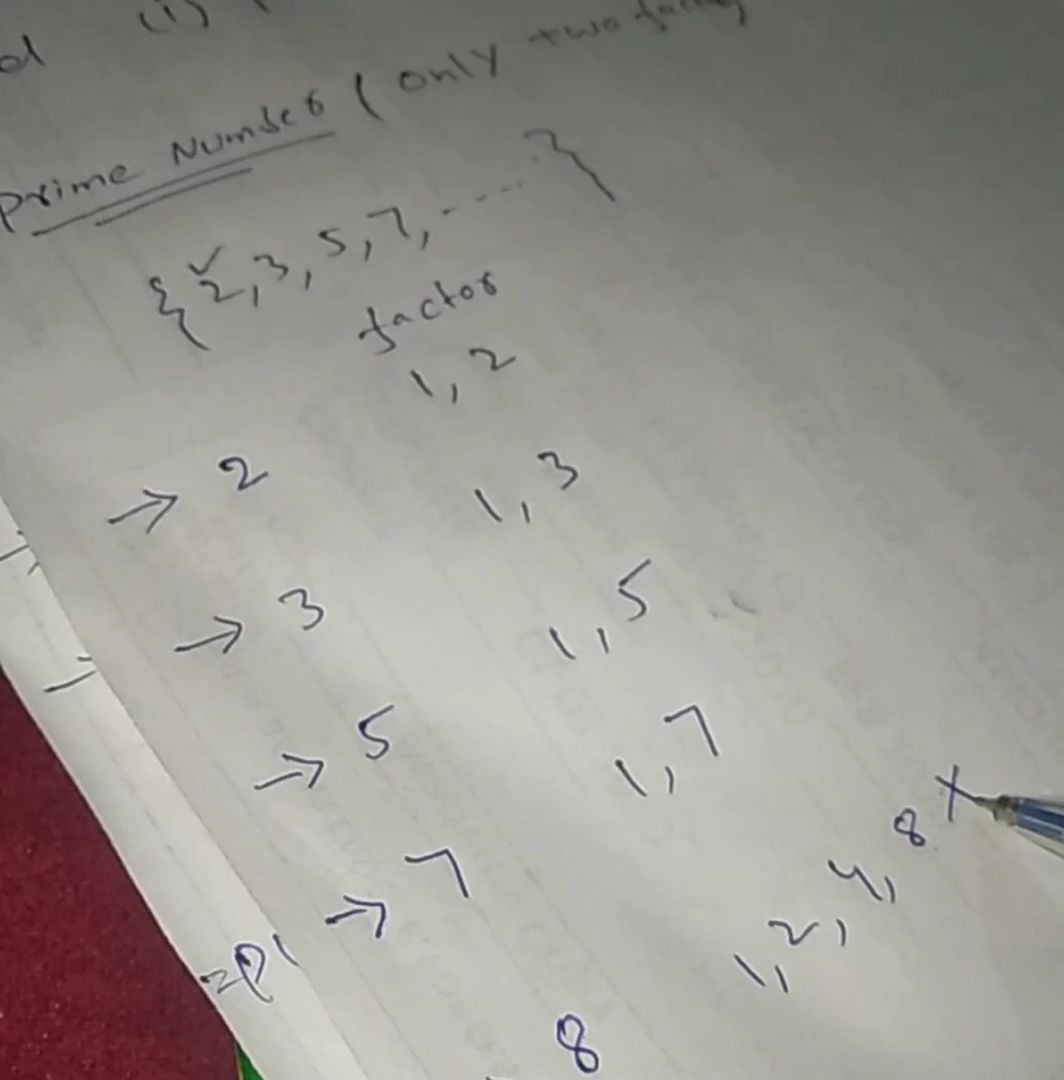 (i)
Prime Number ( only two
{ 2, 3, 5, 7, ..... }
factor
→ 2 1, 2
→ 3 1, 3
→ 5 1, 5
→ 7 1, 7
8 1, 2, 4, 8 ×